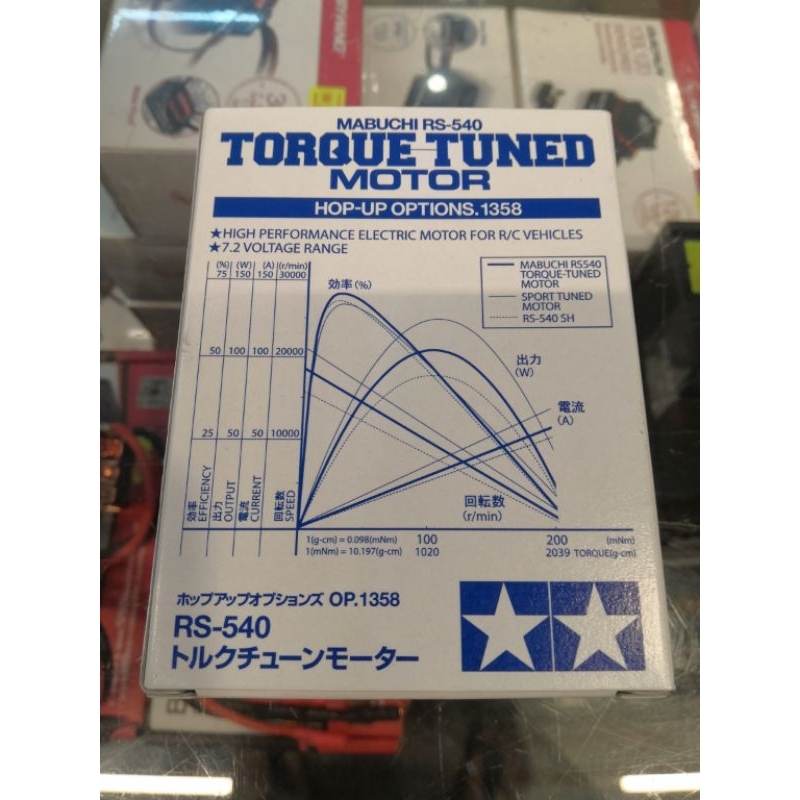 MABUCHI RS-540
TORQUE-TUNED
MOTOR
HOP-UP OPTIONS.1358
★HIGH PERFORMANCE ELECTRIC MOTOR FOR R/C VEHICLES
★7.2 VOLTAGE RANGE
(%) (W) (A) (r/min)
75 150 150 30000
効率(%)
MABUCHI RS540
TORQUE-TUNED
MOTOR
SPORT TUNED
MOTOR
RS-540 SH
50 100 100 20000
出力
(W)
電流
(A)
25 50 50 10000
効率
EFFICIENCY
出力
OUTPUT
電流
CURRENT
回転数
SPEED
回転数
(r/min)
1(g-cm) = 0.098(mNm) 100 200 (mNm)
1(mNm) = 10.197(g-cm) 1020 2039 TORQUE(g-cm)
ホップアップオプションズ OP.1358
RS-540
トルクチューンモーター